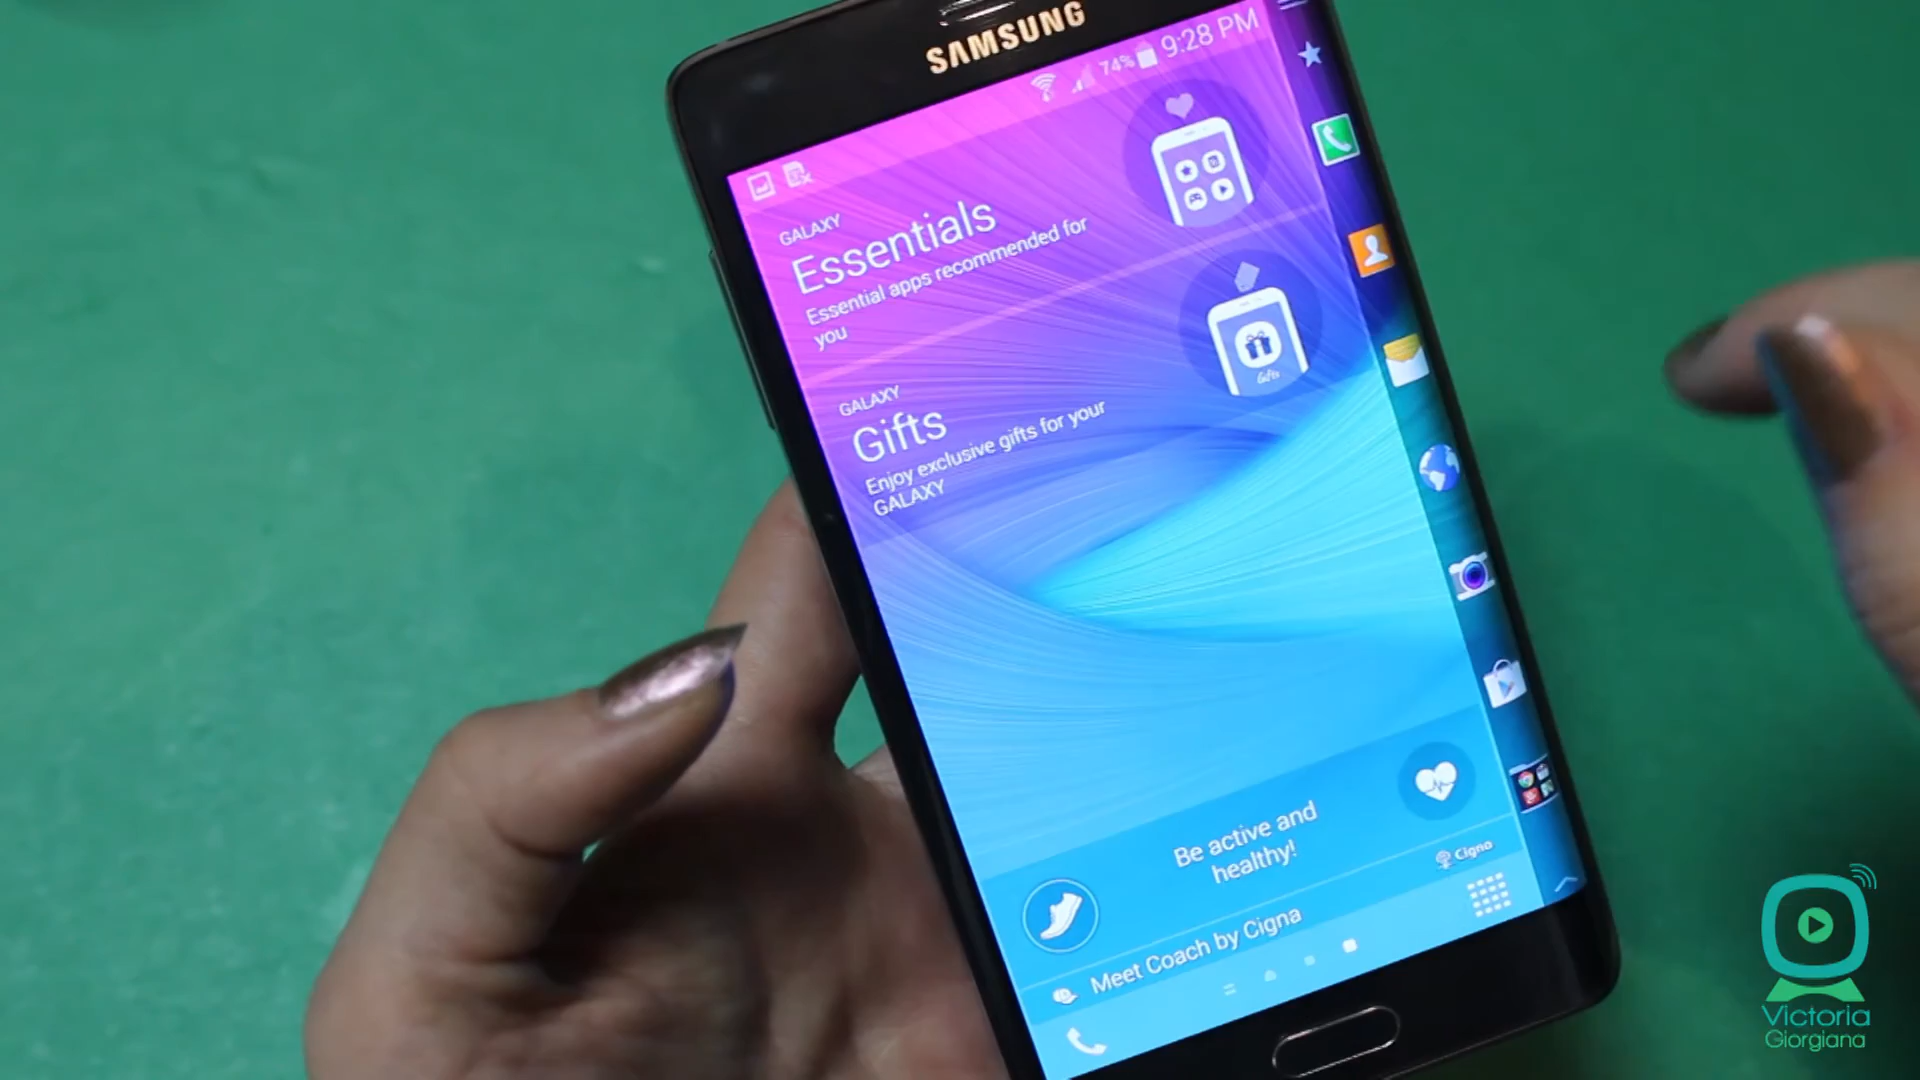 SAMSUNG
74% 9:28 PM
GALAXY
Essentials
Essential apps recommended for
you
GALAXY
Gifts
Enjoy exclusive gifts for your
GALAXY
Gifts
Be active and
healthy!
Cigna
Meet Coach by Cigna
Victoria
Giorgiana